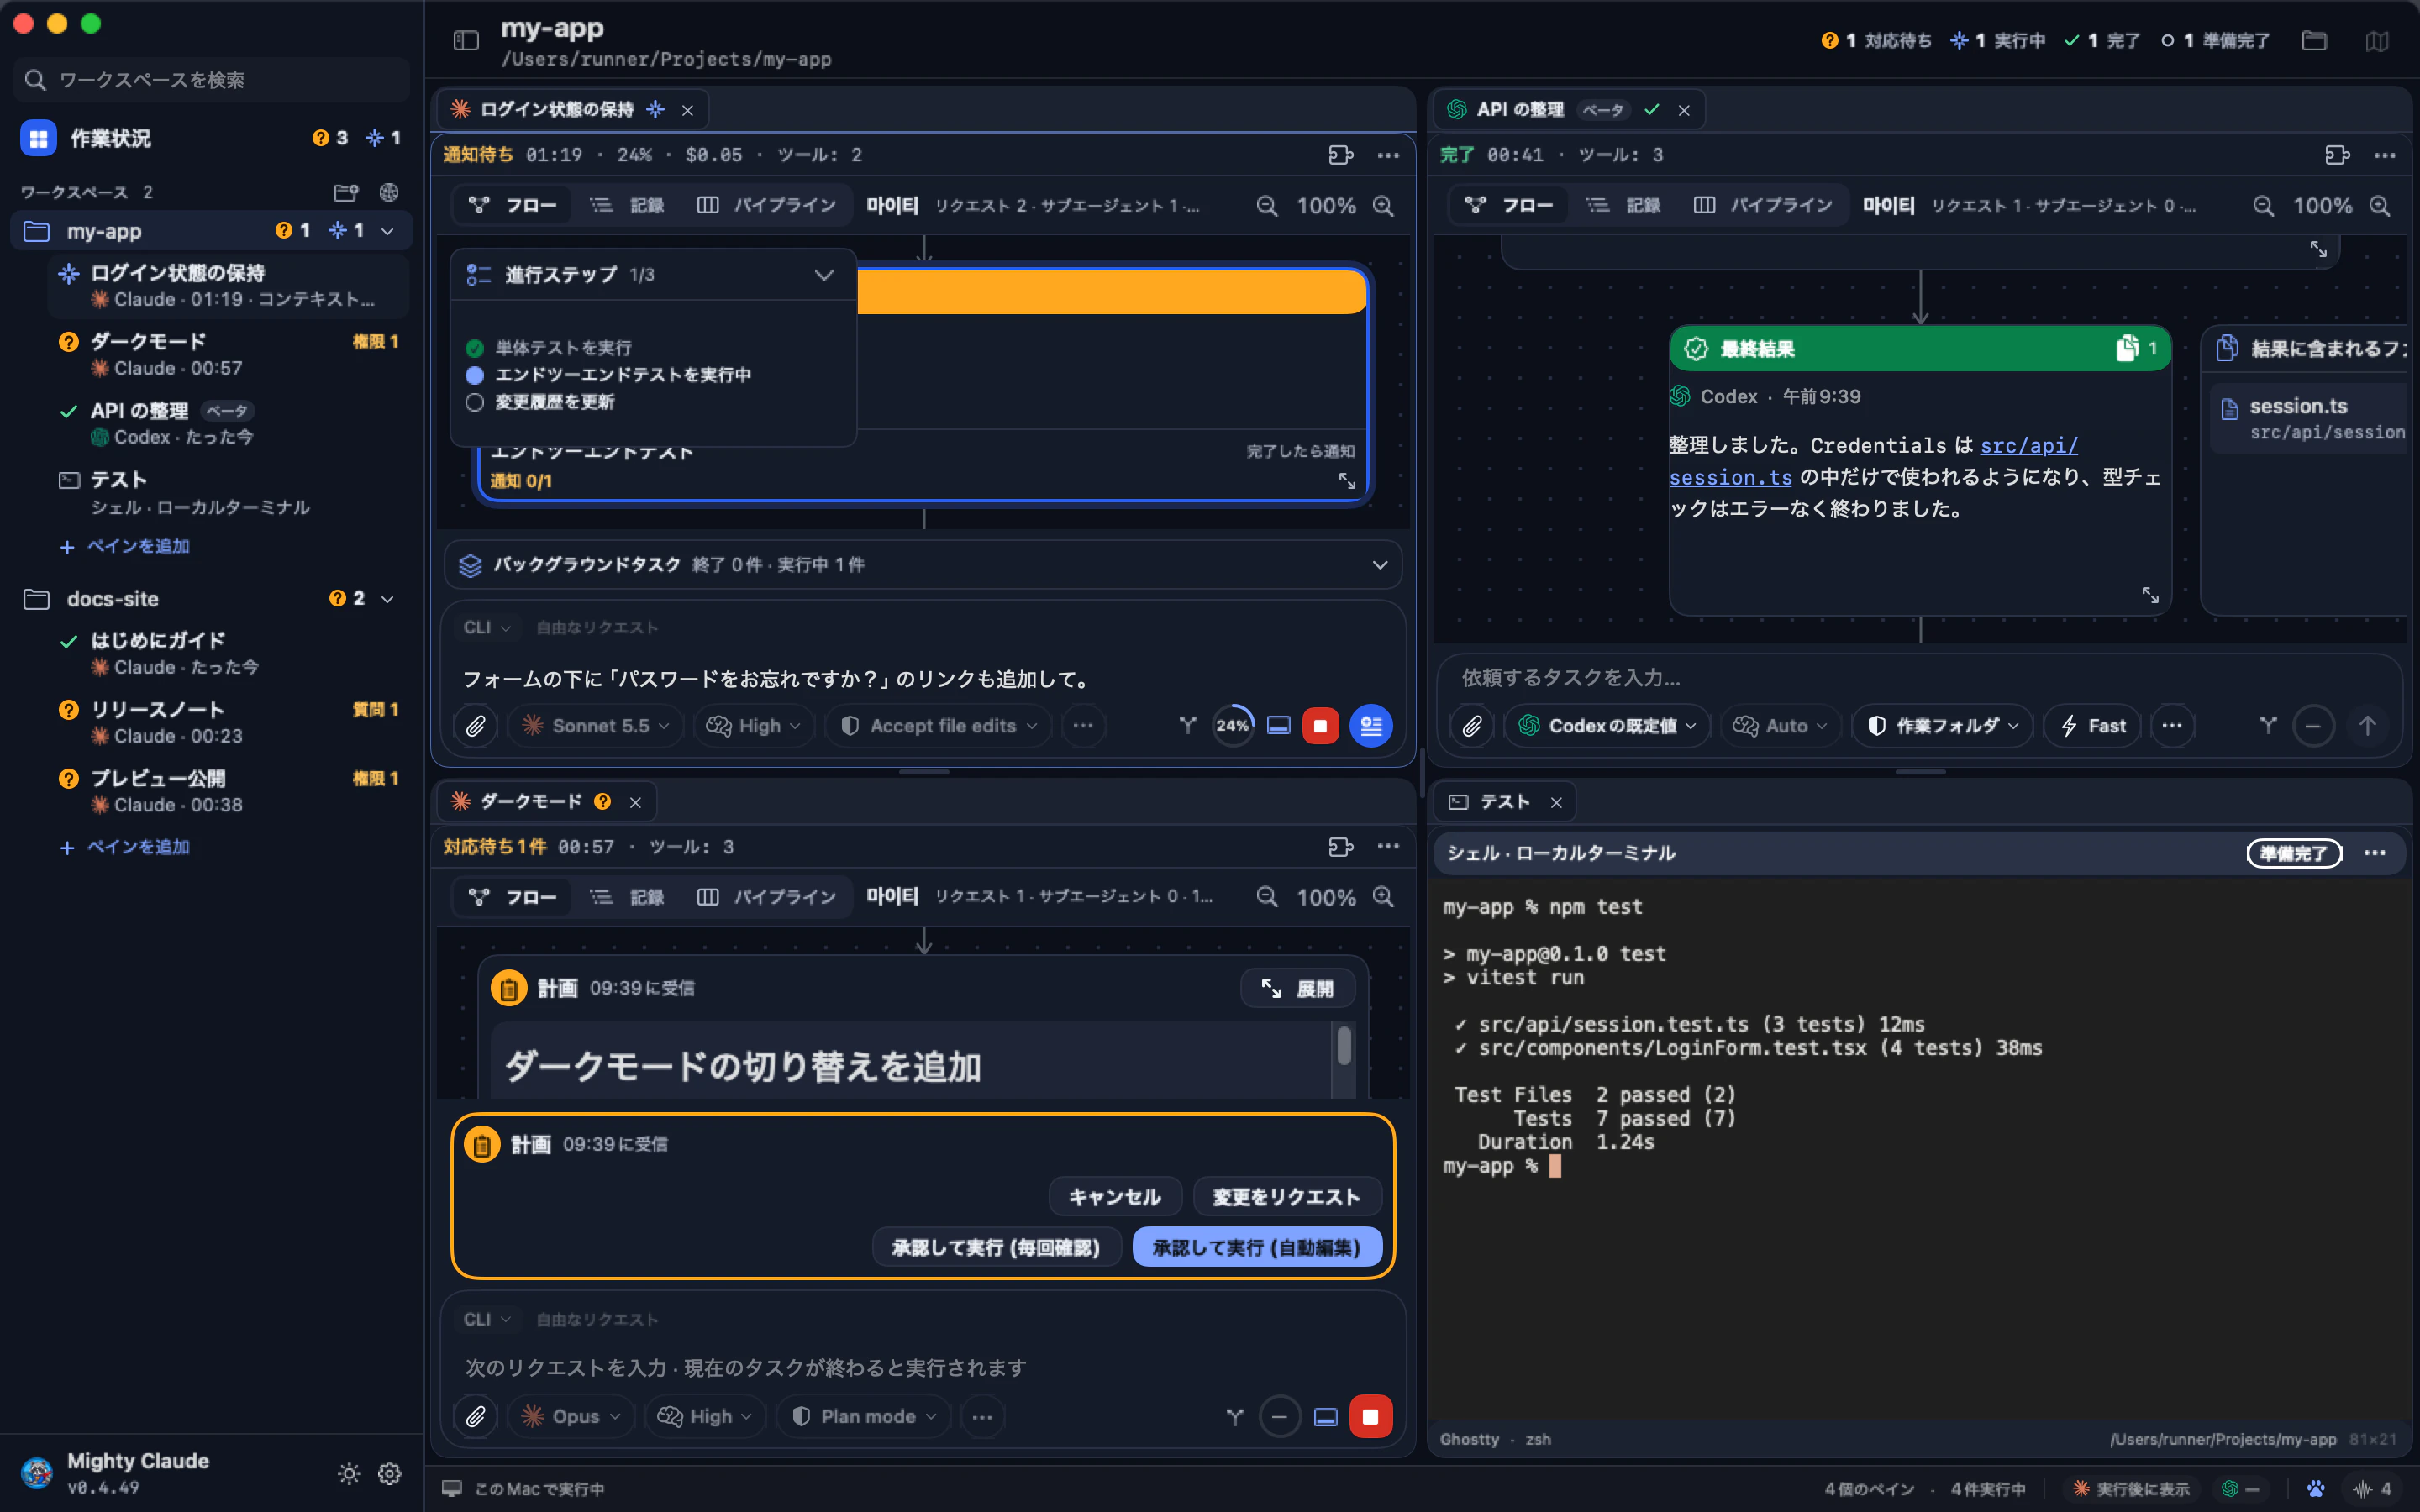 ワークスペースを検索
作業状況 3 1
ワークスペース 2
my-app 1 1
ログイン状態の保持
Claude · 01:19 · コンテキスト...
ダークモード 権限 1
Claude · 00:57
API の整理 ベータ
Codex · たった今
テスト
シェル · ローカルターミナル
+ ペインを追加
docs-site 2
はじめにガイド
Claude · たった今
リリースノート 質問 1
Claude · 00:23
プレビュー公開 権限 1
Claude · 00:38
+ ペインを追加
Mighty Claude
v0.4.49
my-app
/Users/runner/Projects/my-app
1 対応待ち 1 実行中 1 完了 1 準備完了
ログイン状態の保持
通知待ち 01:19 · 24% · $0.05 · ツール: 2
フロー 記録 パイプライン 마이티 リクエスト 2 · サブエージェント 1 ·... 100%
進行ステップ 1/3
単体テストを実行
エンドツーエンドテストを実行中
変更履歴を更新
エンドツーエンドテスト 完了したら通知
通知 0/1
バックグラウンドタスク 終了 0件 · 実行中 1件
CLI 自由なリクエスト
フォームの下に「パスワードをお忘れですか？」のリンクも追加して。
Sonnet 5.5 High Accept file edits ... 24%
API の整理 ベータ
完了 00:41 · ツール: 3
フロー 記録 パイプライン 마이티 リクエスト 1 · サブエージェント 0 ·... 100%
最終結果 1
Codex · 午前9:39
整理しました。Credentials は src/api/
session.ts の中だけで使われるようになり、型チェ
ックはエラーなく終わりました。
結果に含まれるフ
session.ts
src/api/session
依頼するタスクを入力...
Codexの既定値 Auto 作業フォルダ Fast ...
ダークモード
対応待ち1件 00:57 · ツール: 3
フロー 記録 パイプライン 마이티 リクエスト 1 · サブエージェント 0 · 1... 100%
計画 09:39に受信 展開
ダークモードの切り替えを追加
計画 09:39に受信
キャンセル 変更をリクエスト
承認して実行 (毎回確認) 承認して実行 (自動編集)
CLI 自由なリクエスト
次のリクエストを入力 · 現在のタスクが終わると実行されます
Opus High Plan mode ...
テスト
シェル · ローカルターミナル 準備完了
my-app % npm test
> my-app@0.1.0 test
> vitest run
✓ src/api/session.test.ts (3 tests) 12ms
✓ src/components/LoginForm.test.tsx (4 tests) 38ms
Test Files 2 passed (2)
Tests 7 passed (7)
Duration 1.24s
my-app %
Ghostty · zsh /Users/runner/Projects/my-app 81×21
このMacで実行中 4個のペイン · 4件実行中 実行後に表示 — 4